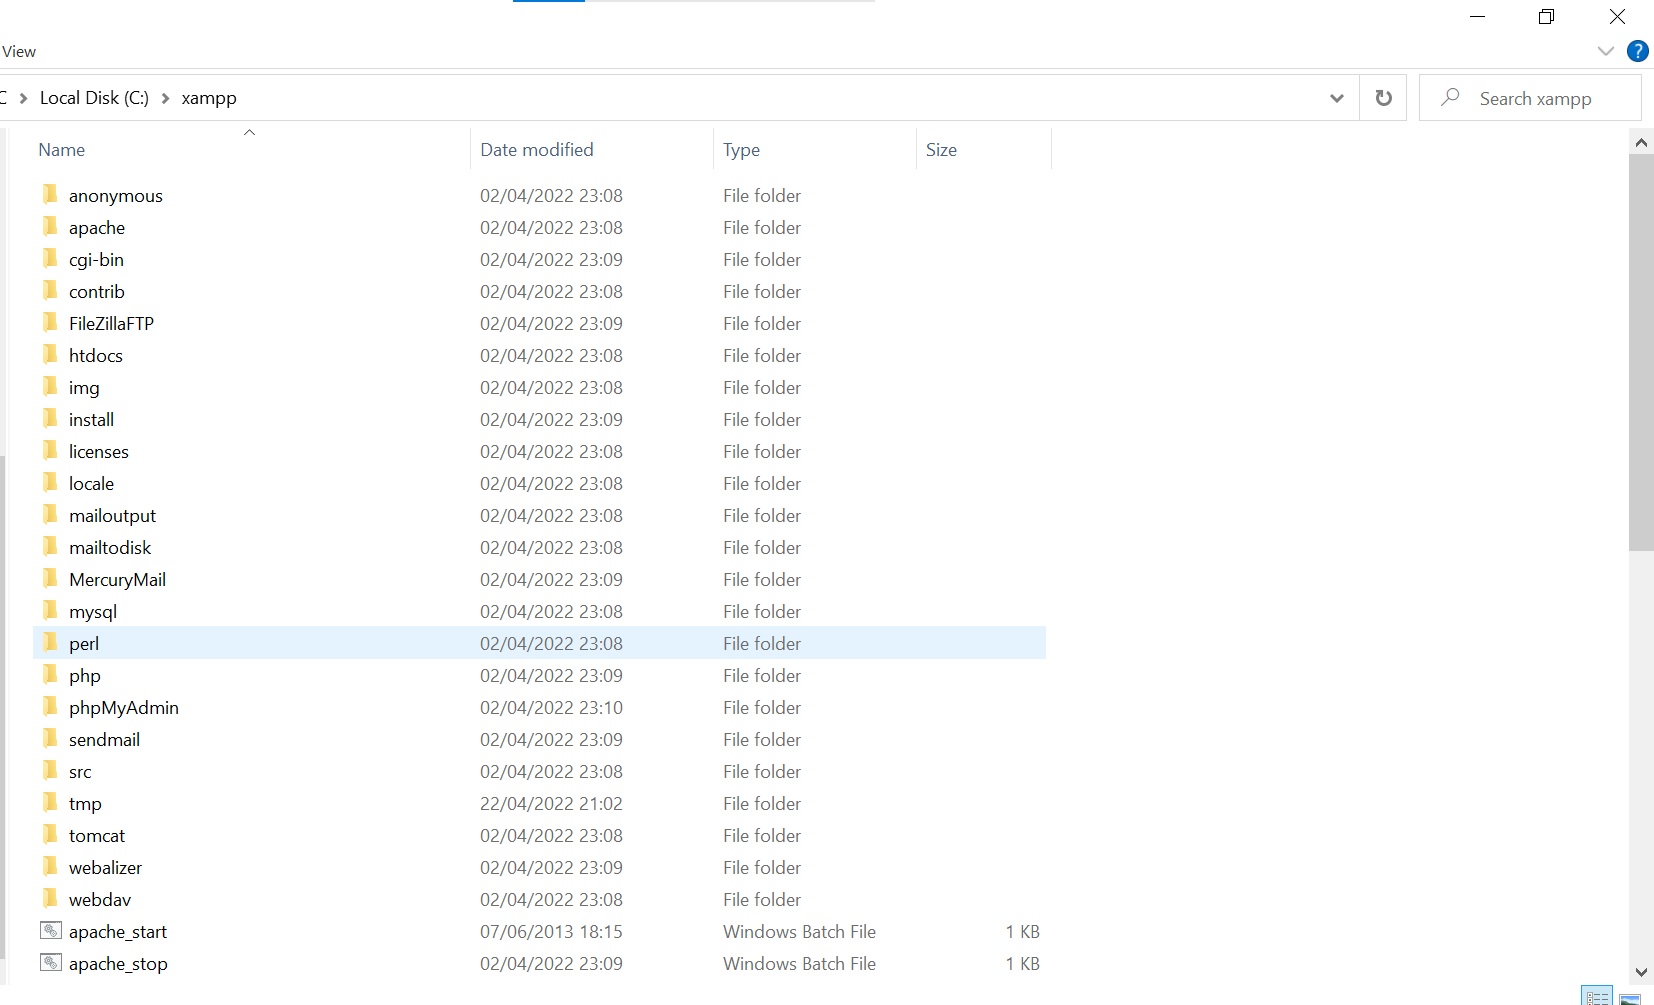 View
C > Local Disk (C:) > xampp
Search xampp
Name Date modified Type Size
anonymous 02/04/2022 23:08 File folder
apache 02/04/2022 23:08 File folder
cgi-bin 02/04/2022 23:09 File folder
contrib 02/04/2022 23:08 File folder
FileZillaFTP 02/04/2022 23:09 File folder
htdocs 02/04/2022 23:08 File folder
img 02/04/2022 23:08 File folder
install 02/04/2022 23:09 File folder
licenses 02/04/2022 23:08 File folder
locale 02/04/2022 23:08 File folder
mailoutput 02/04/2022 23:08 File folder
mailtodisk 02/04/2022 23:08 File folder
MercuryMail 02/04/2022 23:09 File folder
mysql 02/04/2022 23:08 File folder
perl 02/04/2022 23:08 File folder
php 02/04/2022 23:09 File folder
phpMyAdmin 02/04/2022 23:10 File folder
sendmail 02/04/2022 23:09 File folder
src 02/04/2022 23:08 File folder
tmp 22/04/2022 21:02 File folder
tomcat 02/04/2022 23:08 File folder
webalizer 02/04/2022 23:09 File folder
webdav 02/04/2022 23:08 File folder
apache_start 07/06/2013 18:15 Windows Batch File 1 KB
apache_stop 02/04/2022 23:09 Windows Batch File 1 KB